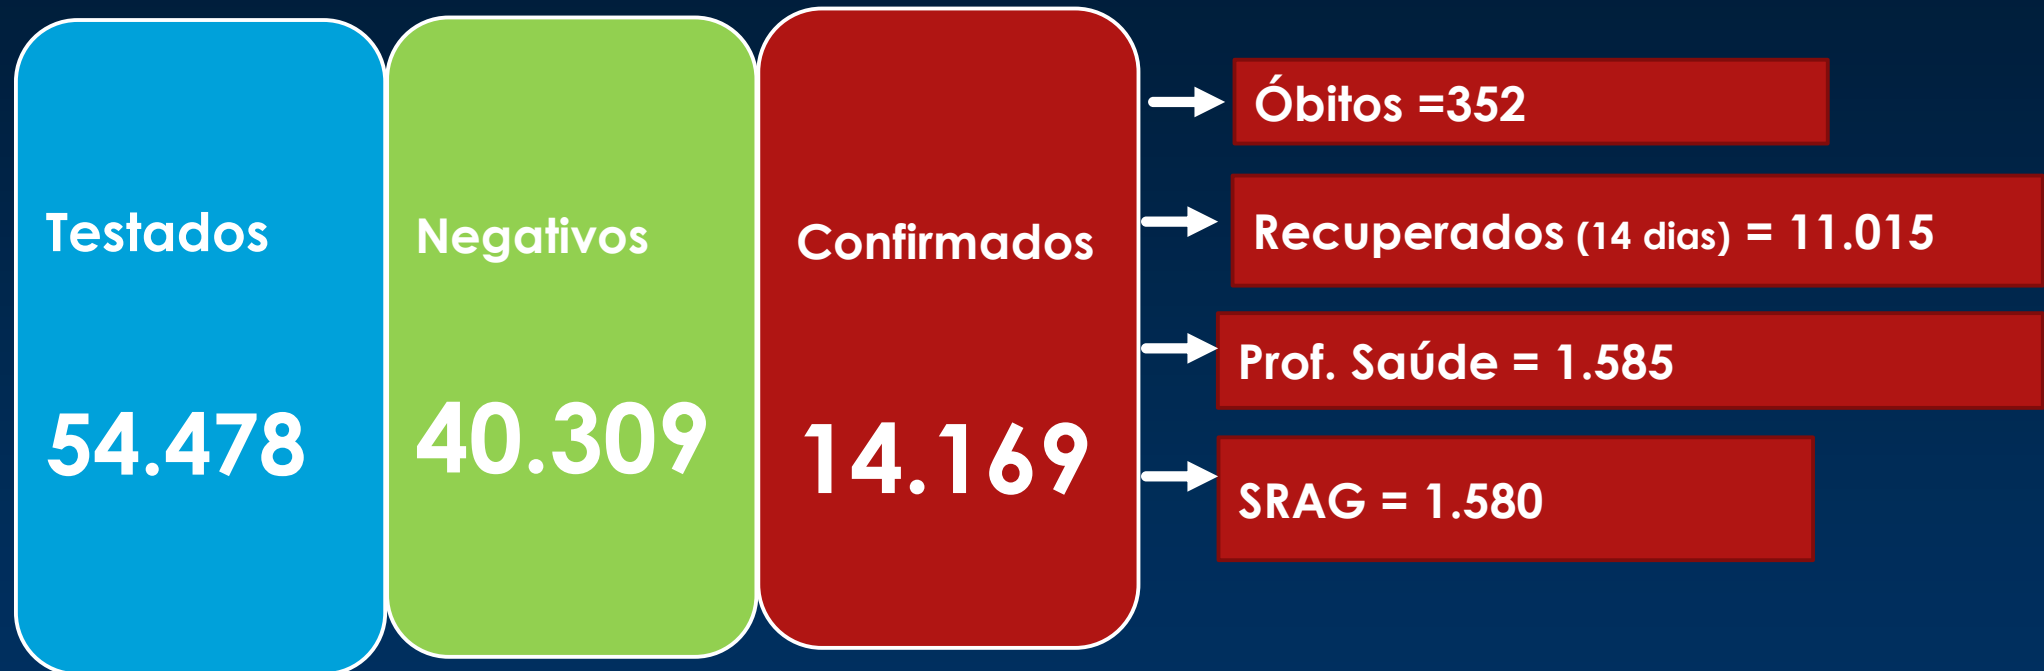 Testados
54.478
Negativos
40.309
Confirmados
14.169
Óbitos =352
Recuperados (14 dias) = 11.015
Prof. Saúde = 1.585
SRAG = 1.580